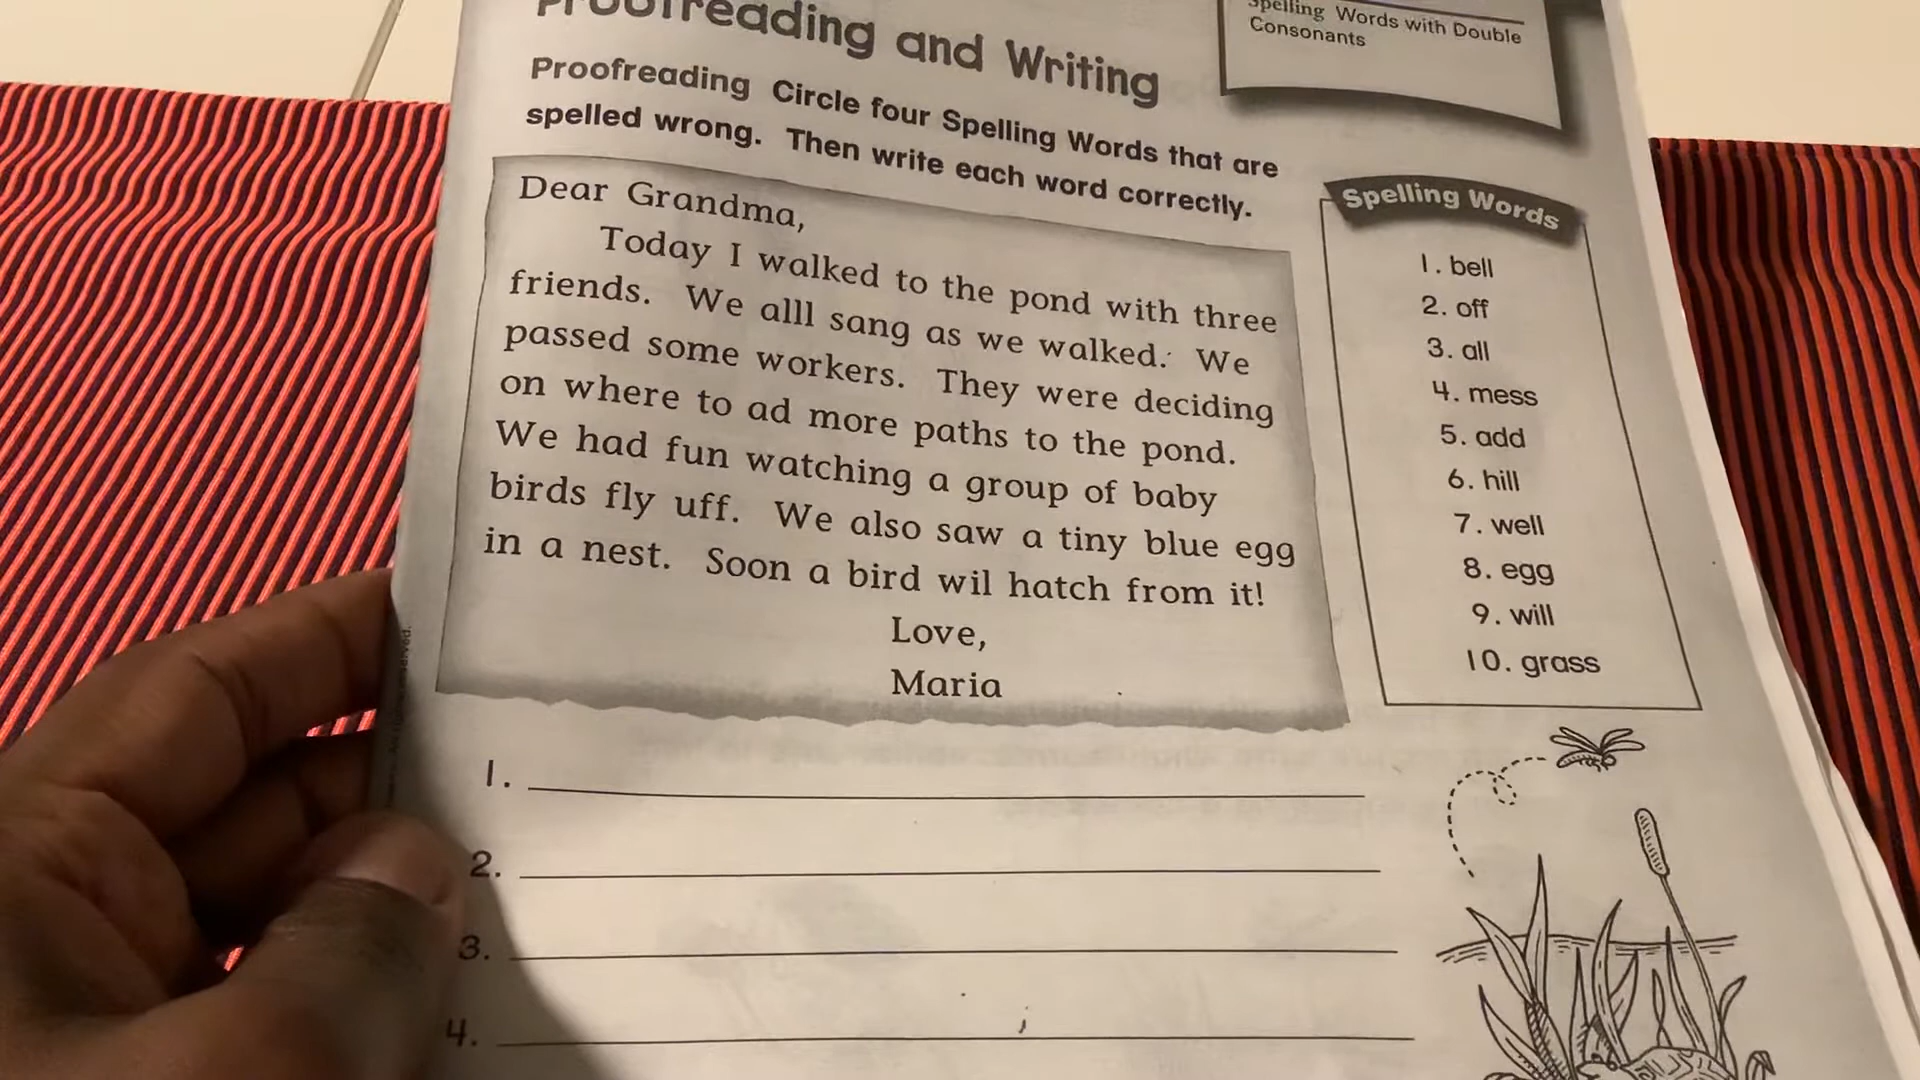 Proofreading and Writing
Spelling Words with Double
Consonants
Proofreading Circle four Spelling Words that are
spelled wrong. Then write each word correctly.
Dear Grandma,
Today I walked to the pond with three
friends. We alll sang as we walked. We
passed some workers. They were deciding
on where to ad more paths to the pond.
We had fun watching a group of baby
birds fly uff. We also saw a tiny blue egg
in a nest. Soon a bird wil hatch from it!
Love,
Maria
Spelling Words
1. bell
2. off
3. all
4. mess
5. add
6. hill
7. well
8. egg
9. will
10. grass
1.
2.
3.
4.